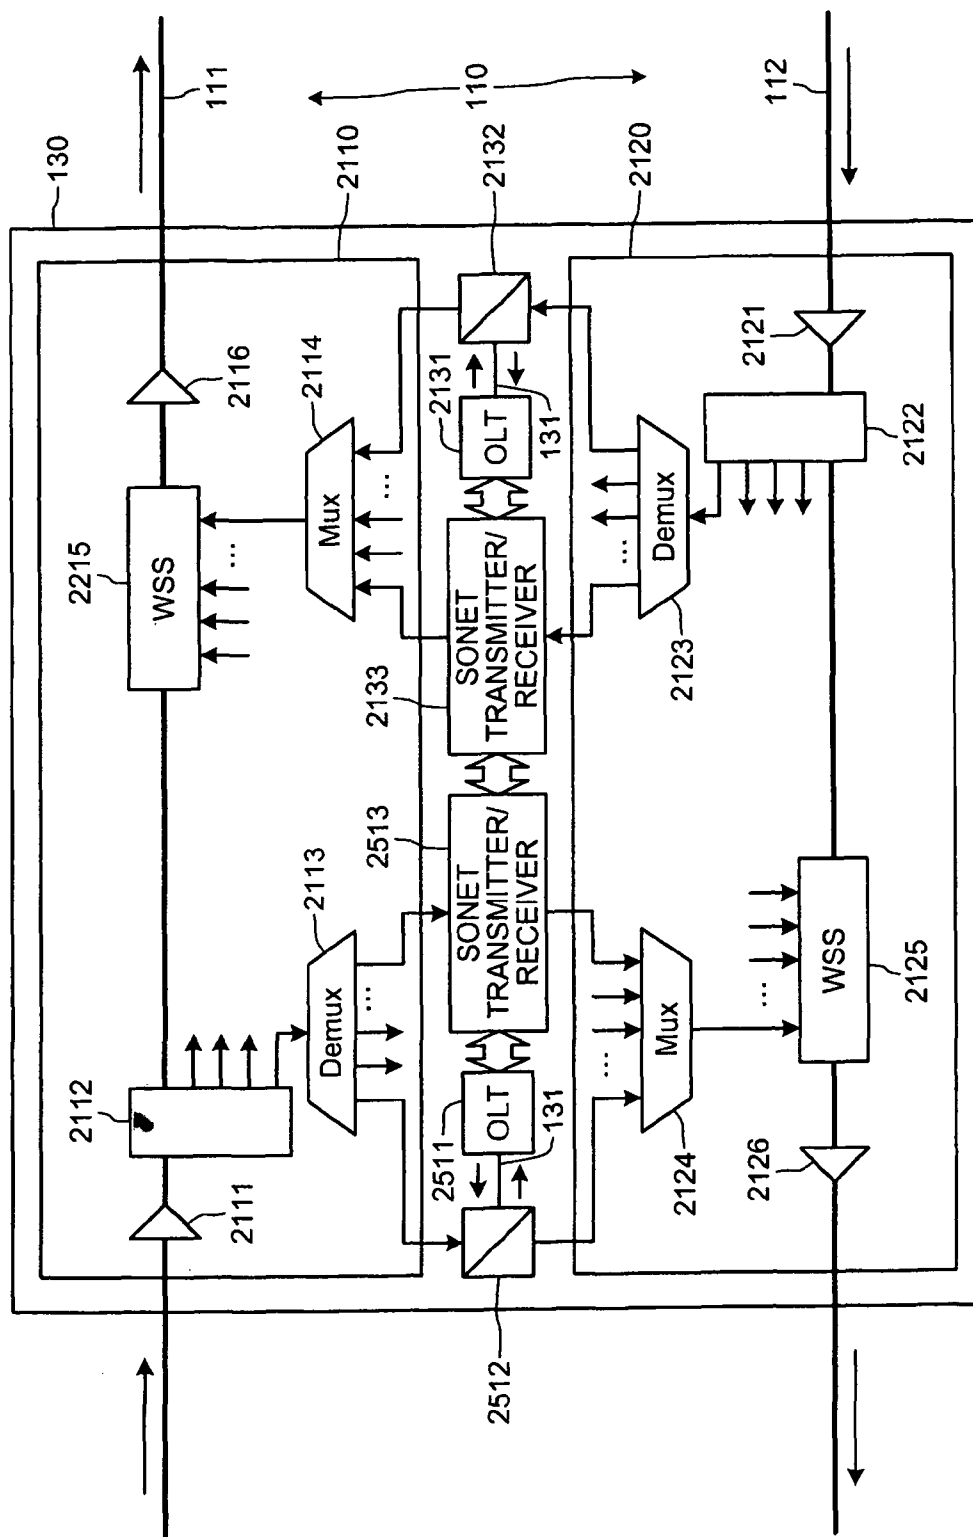 130
111
110
112
2110
2132
2120
2116
2114
2131
OLT
131
2121
2122
2215
WSS
Mux
Demux
2123
2133
SONET
TRANSMITTER/
RECEIVER
2513
SONET
TRANSMITTER/
RECEIVER
2113
Demux
2112
2111
2511
OLT
131
2512
Mux
2124
WSS
2125
2126
...
...
...
...
...
...